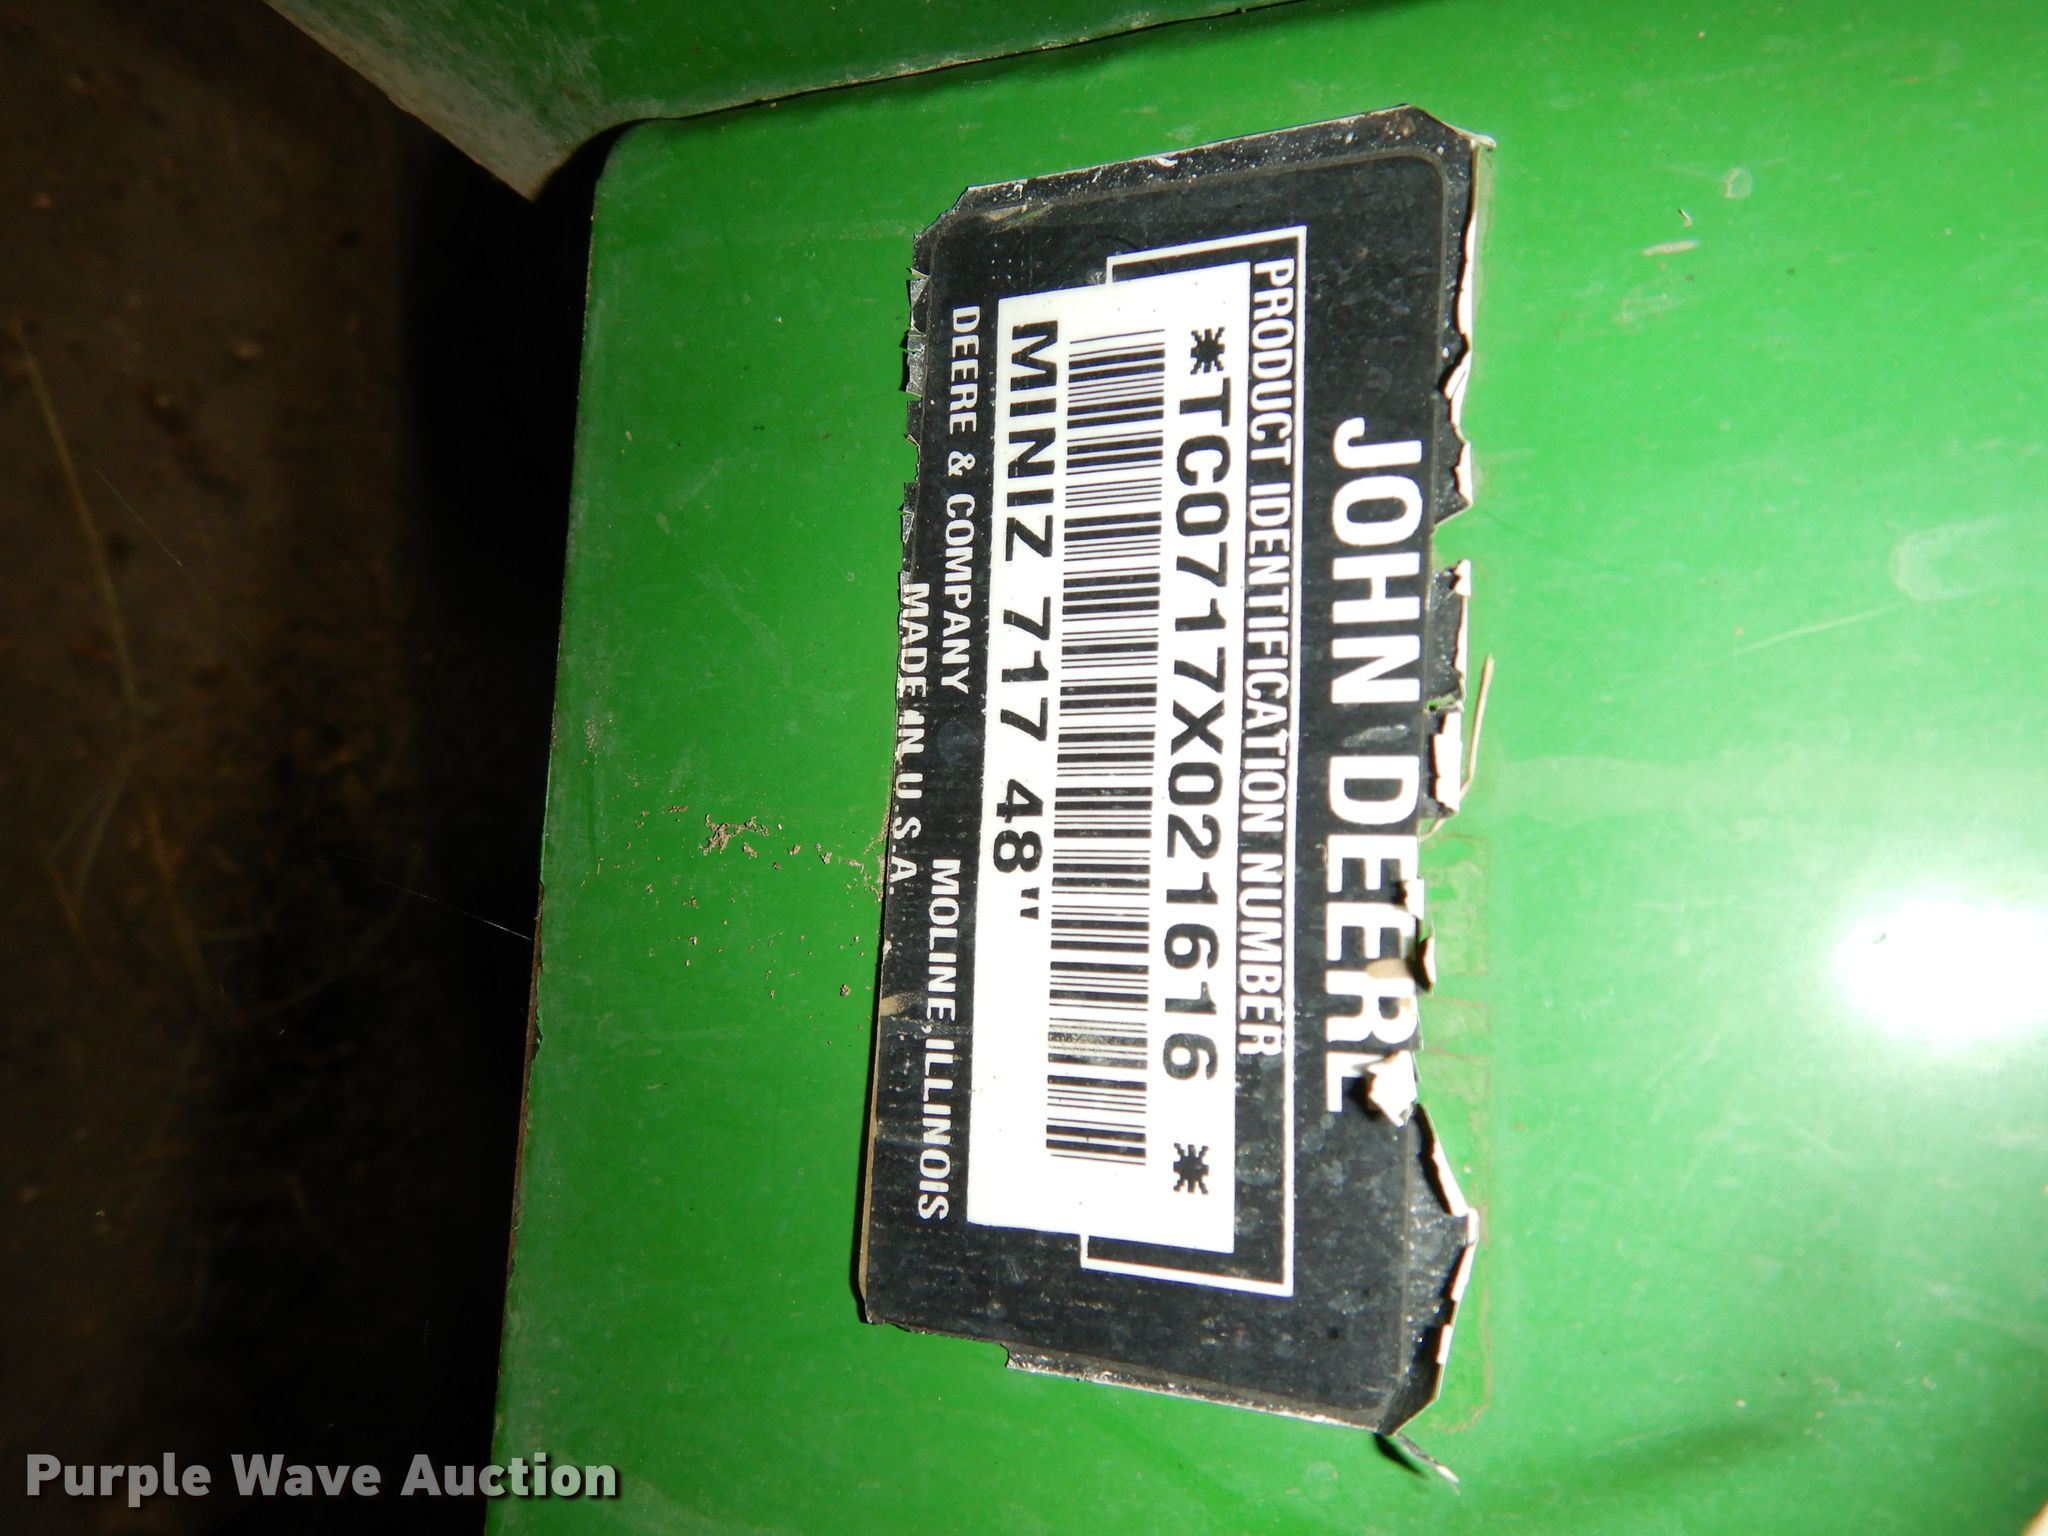 JOHN DEERE
PRODUCT IDENTIFICATION NUMBER
*TC0717X021616 *
MINIZ 717 48"
DEERE & COMPANY MOLINE, ILLINOIS
MADE IN U.S.A.
Purple Wave Auction